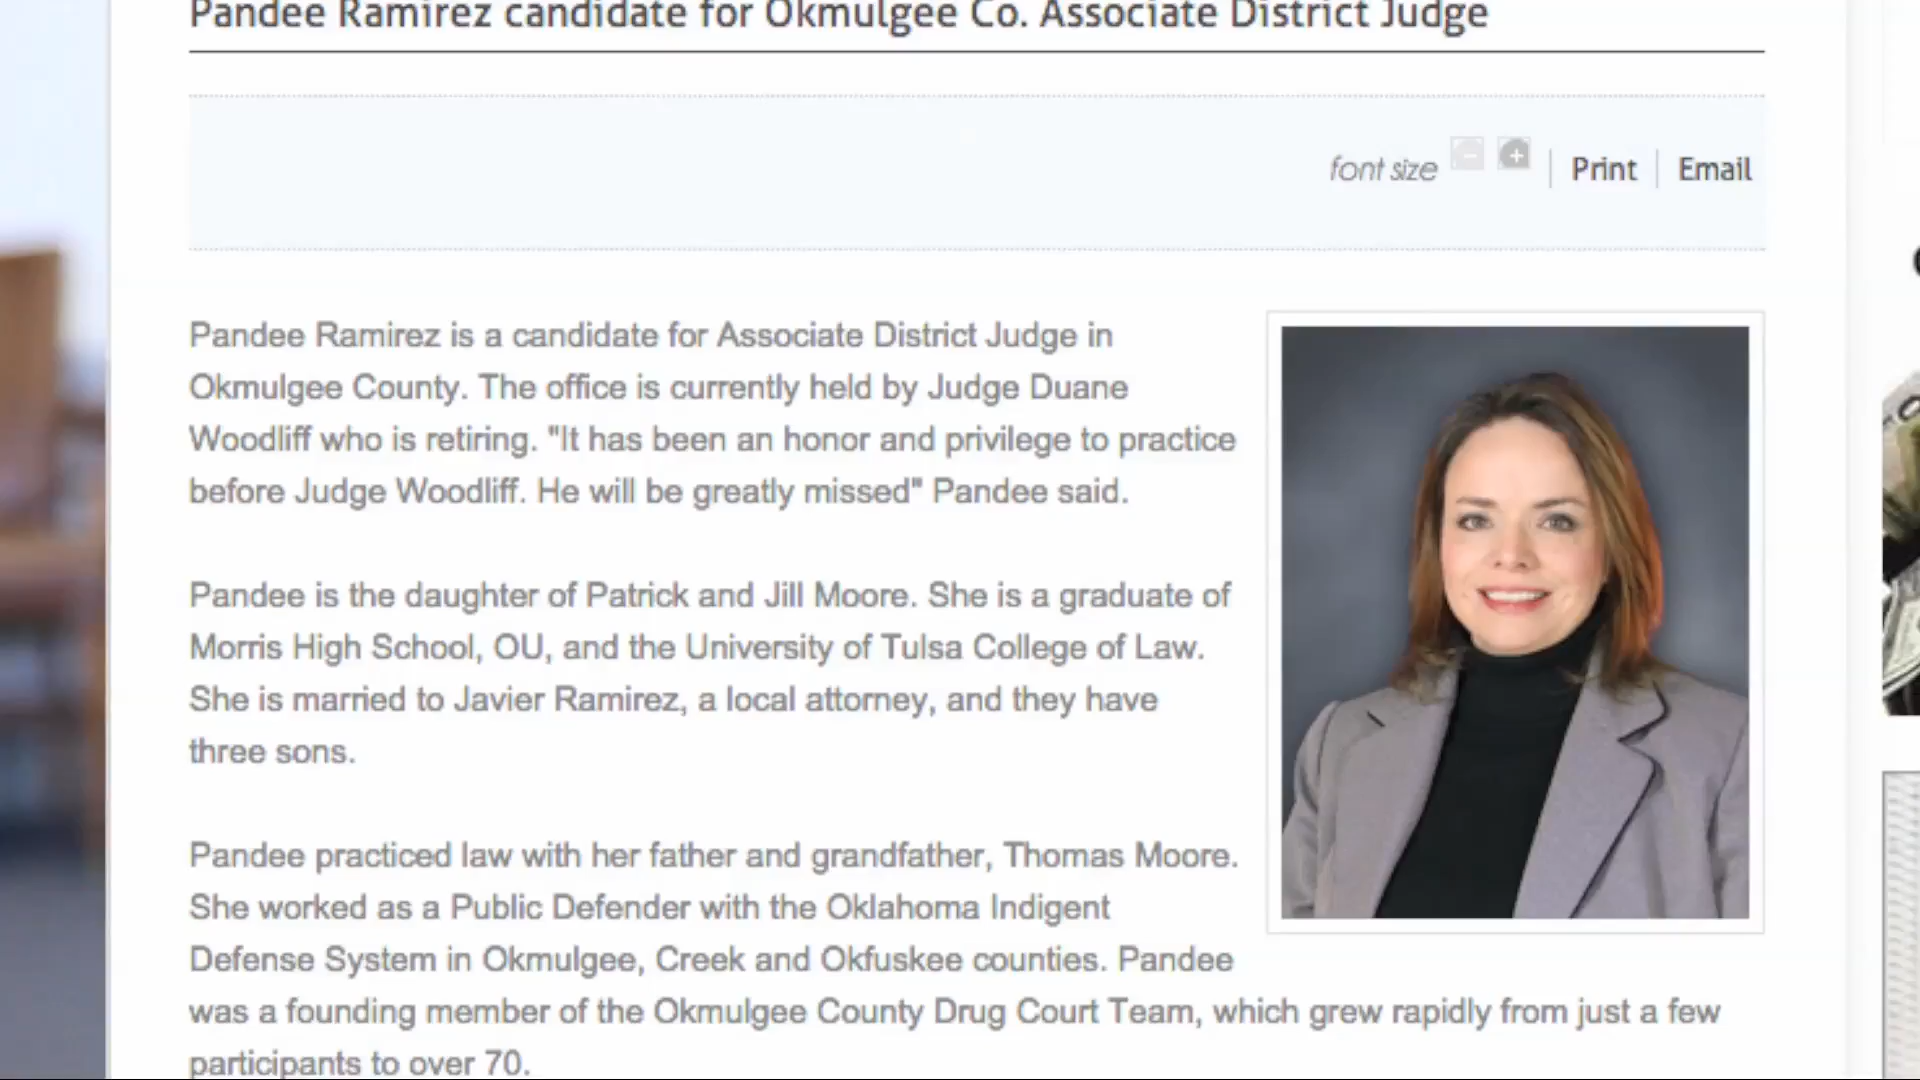 Pandee Ramirez candidate for Okmulgee Co. Associate District Judge
font size
Print
Email
Pandee Ramirez is a candidate for Associate District Judge in
Okmulgee County. The office is currently held by Judge Duane
Woodliff who is retiring. "It has been an honor and privilege to practice
before Judge Woodliff. He will be greatly missed" Pandee said.
Pandee is the daughter of Patrick and Jill Moore. She is a graduate of
Morris High School, OU, and the University of Tulsa College of Law.
She is married to Javier Ramirez, a local attorney, and they have
three sons.
Pandee practiced law with her father and grandfather, Thomas Moore.
She worked as a Public Defender with the Oklahoma Indigent
Defense System in Okmulgee, Creek and Okfuskee counties. Pandee
was a founding member of the Okmulgee County Drug Court Team, which grew rapidly from just a few
participants to over 70.